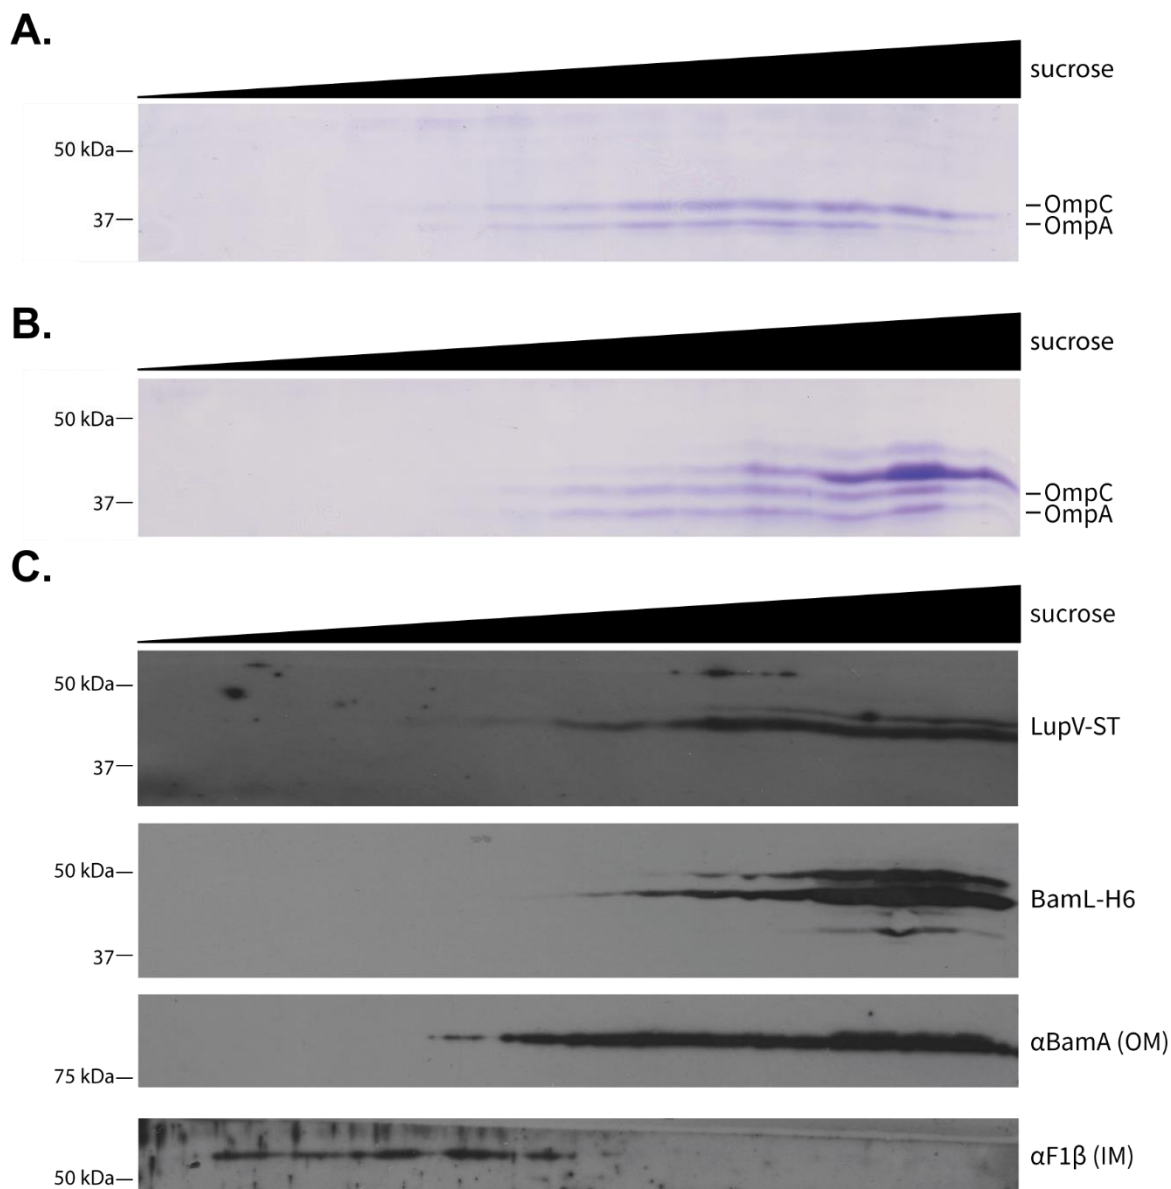 A.
sucrose
50 kDa
37
OmpC
OmpA
B.
sucrose
50 kDa
37
OmpC
OmpA
C.
sucrose
50 kDa
37
LupV-ST
50 kDa
37
BamL-H6
75 kDa
αBamA (OM)
50 kDa
αF1β (IM)